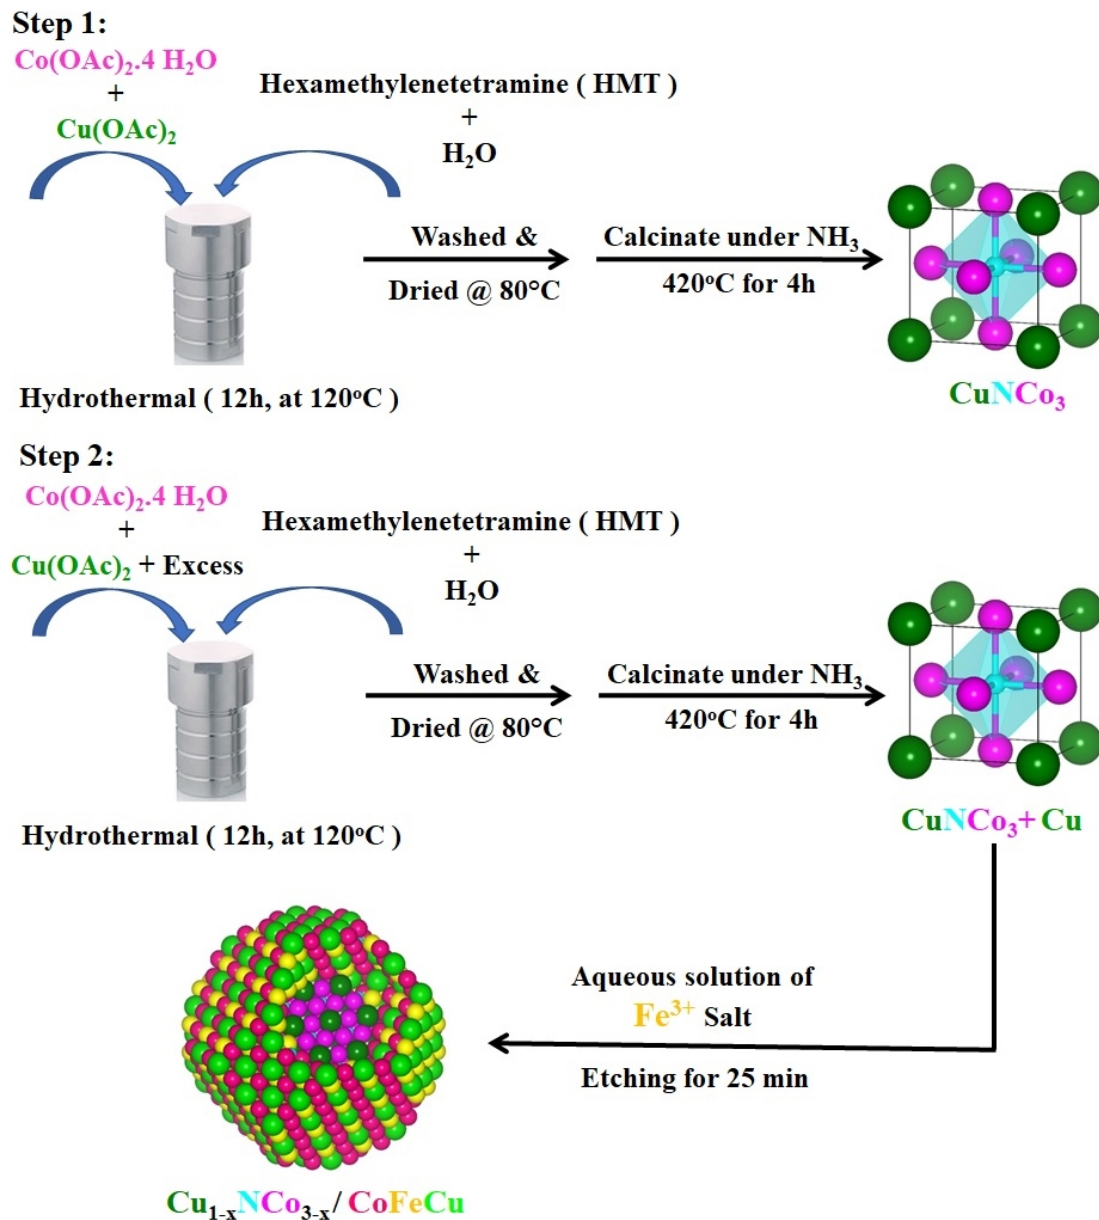 Step 1:
Co(OAc)₂.4 H₂O
+
Cu(OAc)₂
Hexamethylenetetramine ( HMT )
+
H₂O
Washed &
Dried @ 80°C
Calcinate under NH₃
420°C for 4h
Hydrothermal ( 12h, at 120°C )
CuNCo₃
Step 2:
Co(OAc)₂.4 H₂O
+
Cu(OAc)₂ + Excess
Hexamethylenetetramine ( HMT )
+
H₂O
Washed &
Dried @ 80°C
Calcinate under NH₃
420°C for 4h
Hydrothermal ( 12h, at 120°C )
CuNCo₃+ Cu
Aqueous solution of
Fe³⁺ Salt
Etching for 25 min
Cu₁₋ₓNCo₃₋ₓ/ CoFeCu